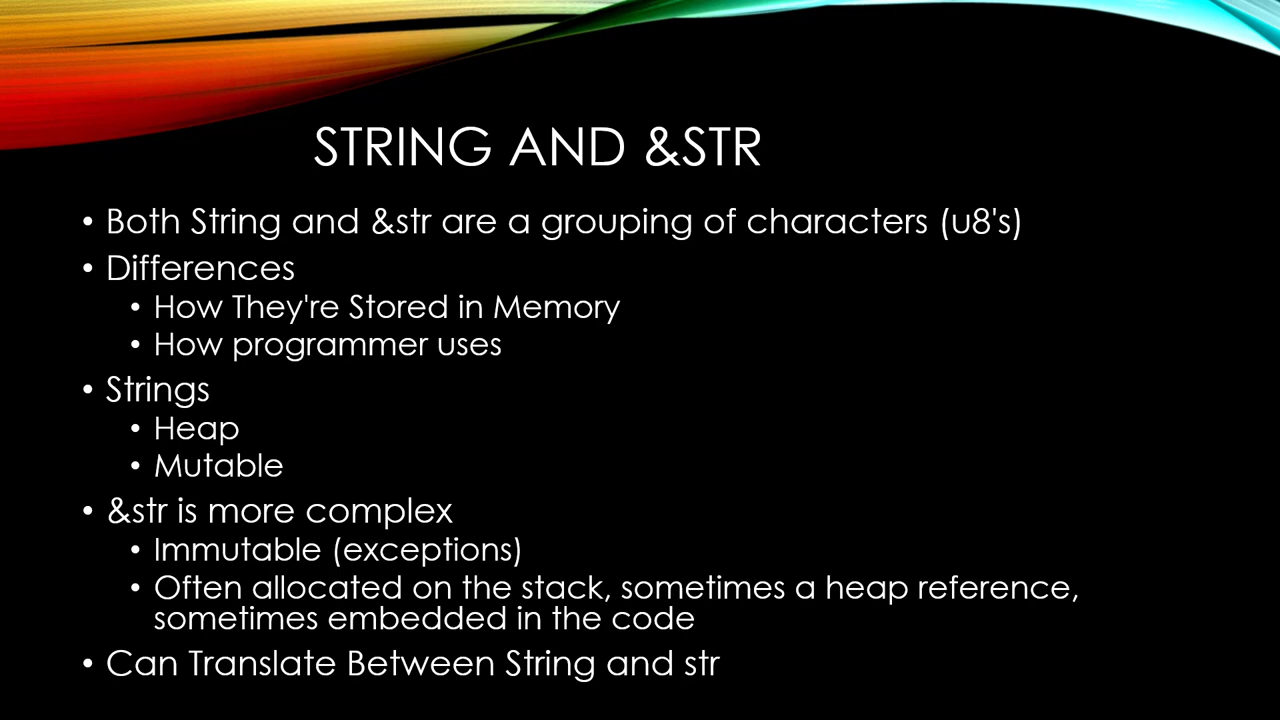 STRING AND &STR
• Both String and &str are a grouping of characters (u8's)
• Differences
• How They're Stored in Memory
• How programmer uses
• Strings
• Heap
• Mutable
• &str is more complex
• Immutable (exceptions)
• Often allocated on the stack, sometimes a heap reference,
sometimes embedded in the code
• Can Translate Between String and str